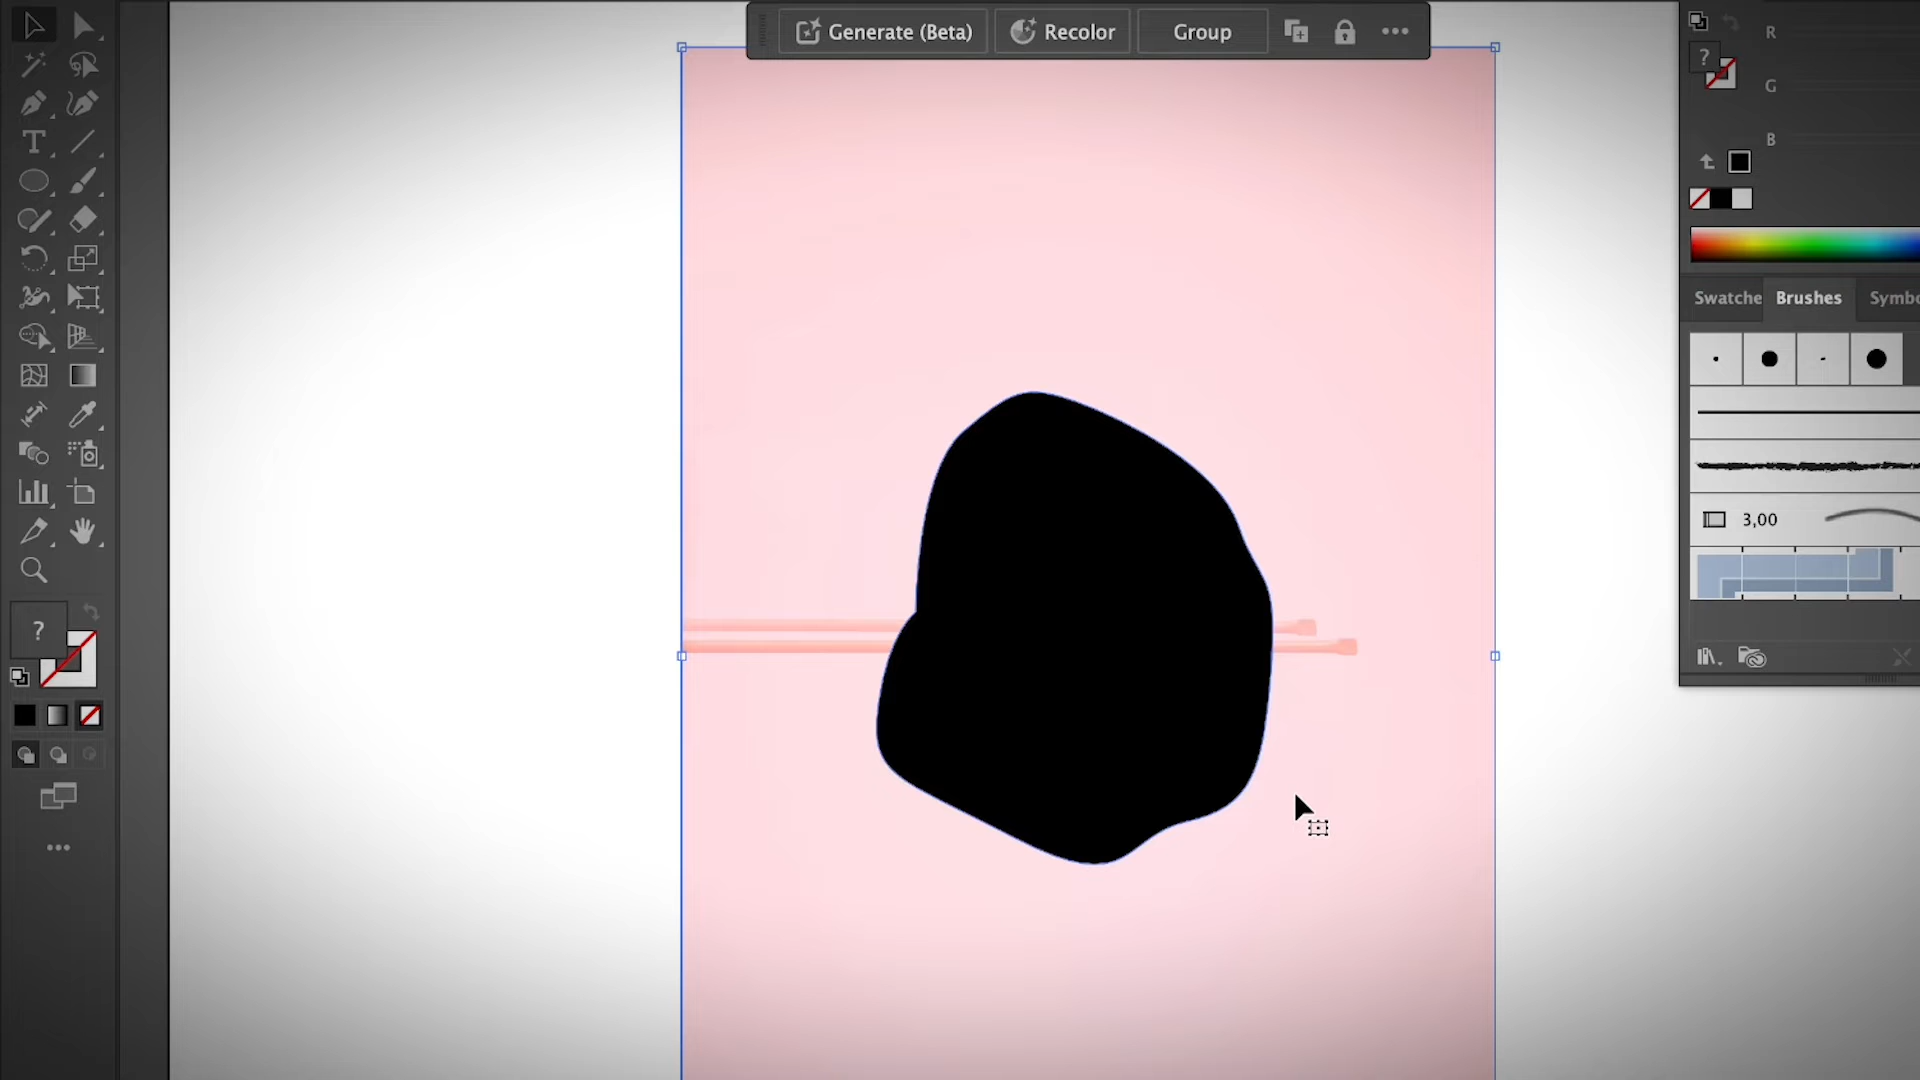 Generate (Beta)
Recolor
Group
R
?
G
B
T
Swatche
Brushes
Symbo
3,00
?